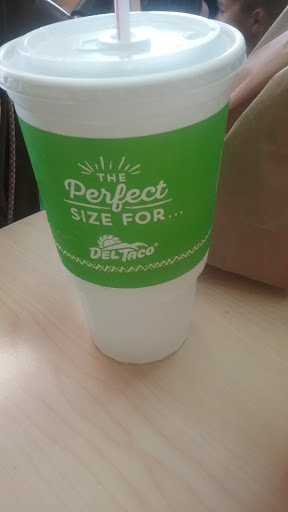 THE
Perfect
SIZE FOR...
DEL TACO®